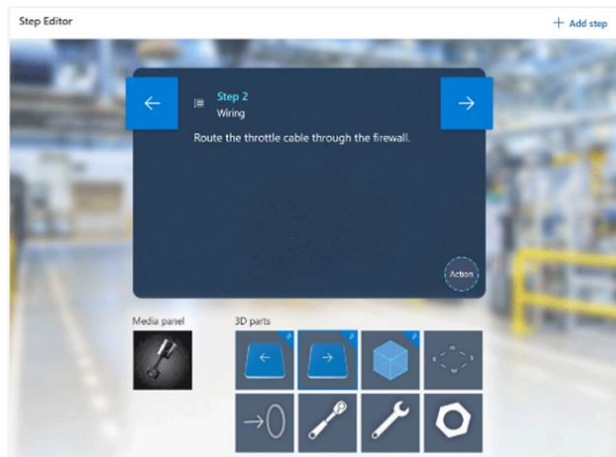 Step Editor
+ Add step
Step 2
Wiring
Route the throttle cable through the firewall.
Action
Media panel
3D parts